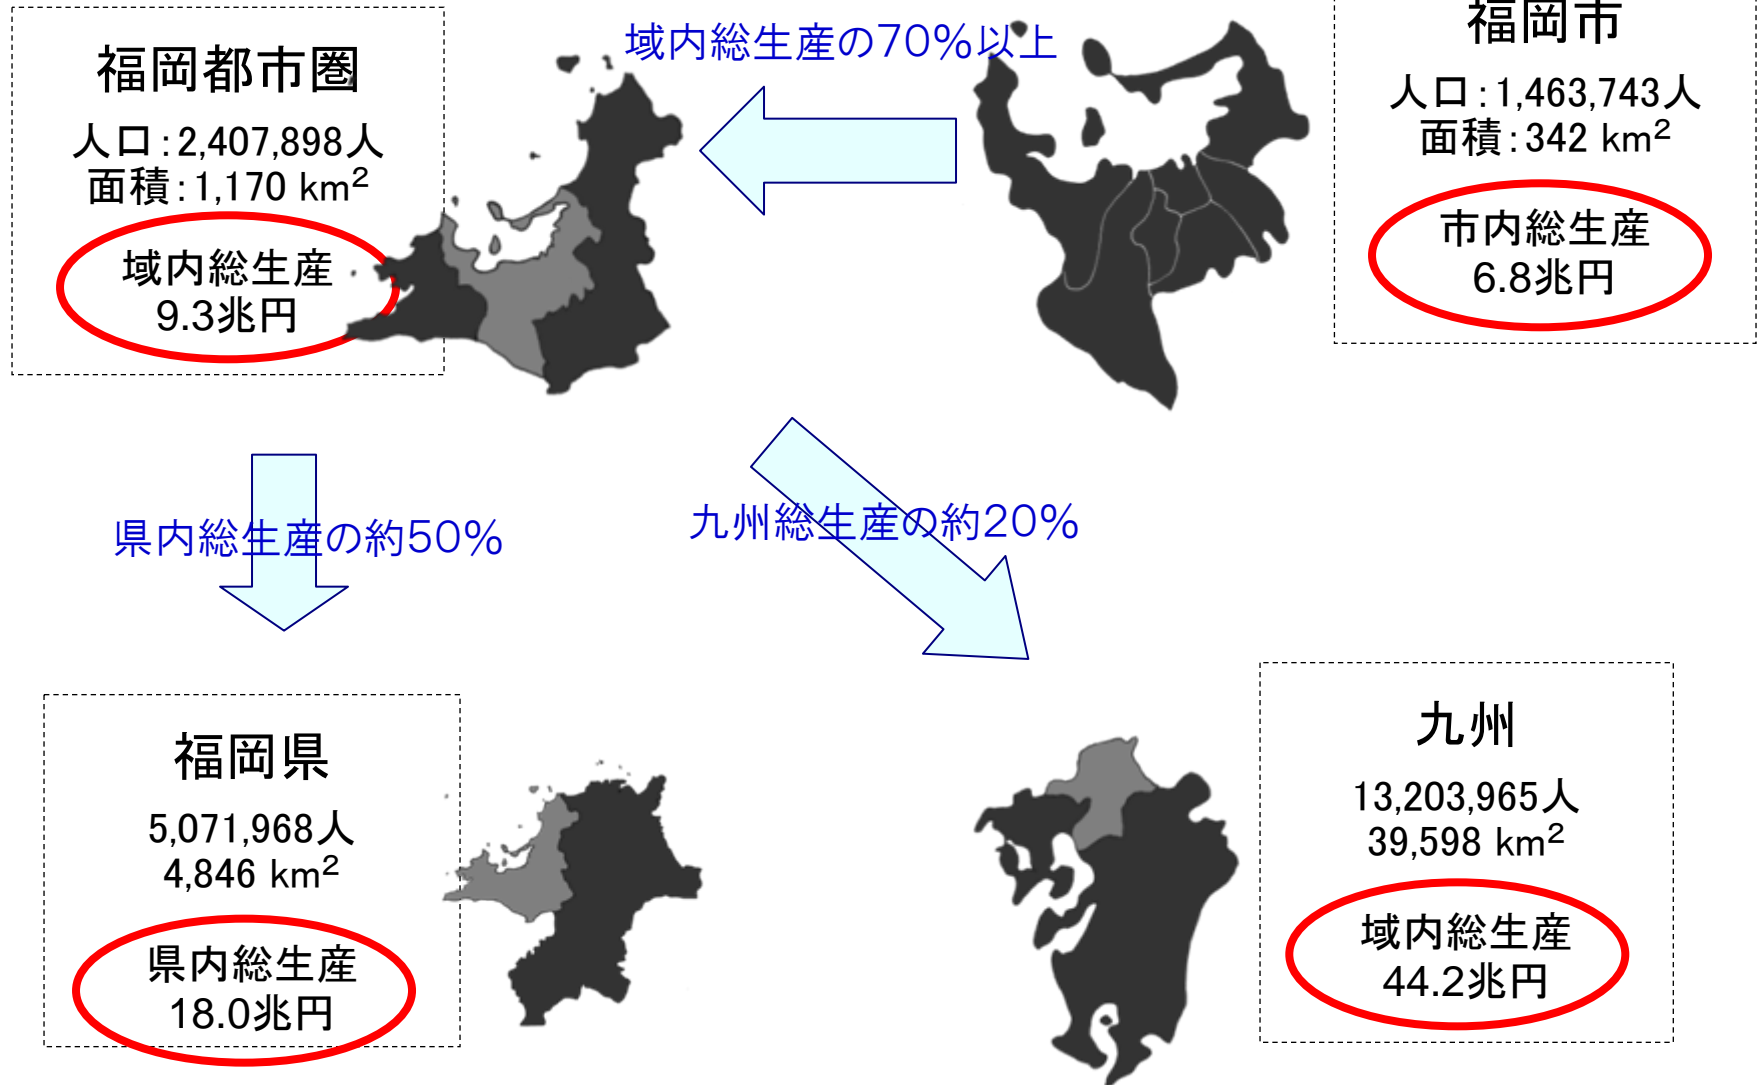 福岡都市圏
人口：2,407,898人
面積：1,170 km²
域内総生産
9.3兆円
域内総生産の70％以上
福岡市
人口：1,463,743人
面積：342 km²
市内総生産
6.8兆円
県内総生産の約50％
九州総生産の約20％
福岡県
5,071,968人
4,846 km²
県内総生産
18.0兆円
九州
13,203,965人
39,598 km²
域内総生産
44.2兆円